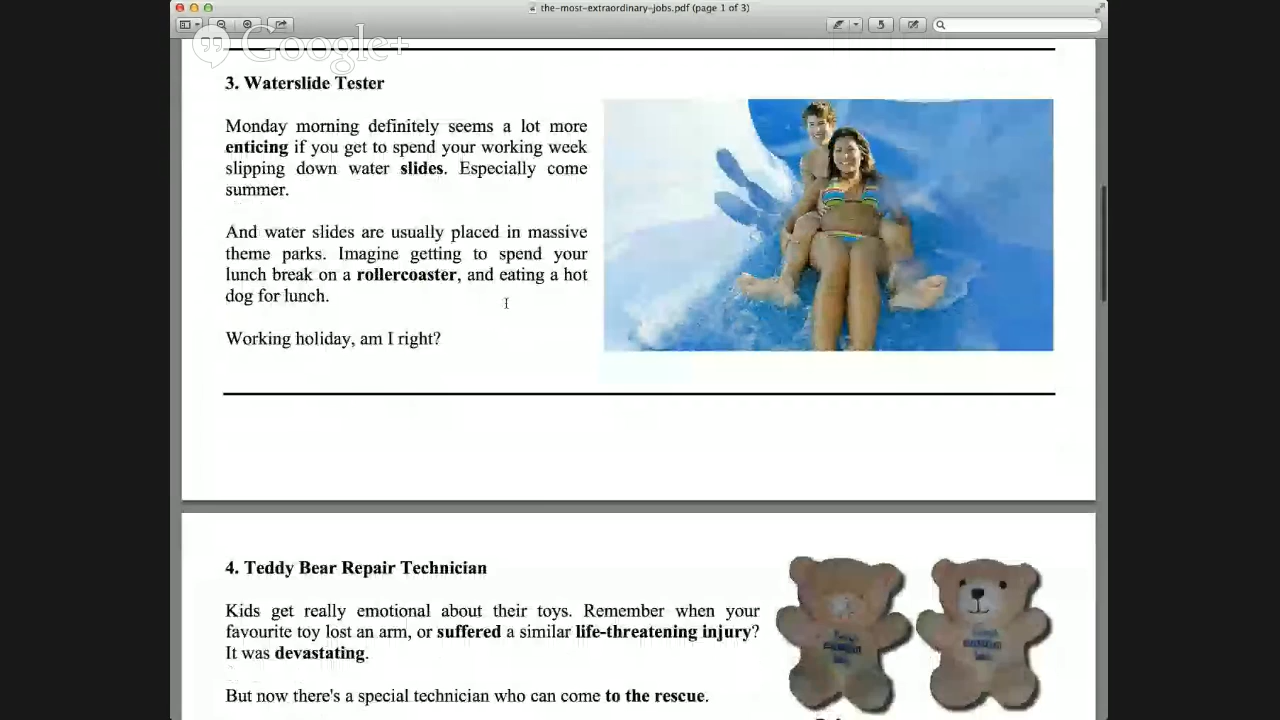 the-most-extraordinary-jobs.pdf (page 1 of 3)
Google+
3. Waterslide Tester
Monday morning definitely seems a lot more
enticing if you get to spend your working week
slipping down water slides. Especially come
summer.
And water slides are usually placed in massive
theme parks. Imagine getting to spend your
lunch break on a rollercoaster, and eating a hot
dog for lunch.
Working holiday, am I right?
4. Teddy Bear Repair Technician
Kids get really emotional about their toys. Remember when your
favourite toy lost an arm, or suffered a similar life-threatening injury?
It was devastating.
But now there's a special technician who can come to the rescue.